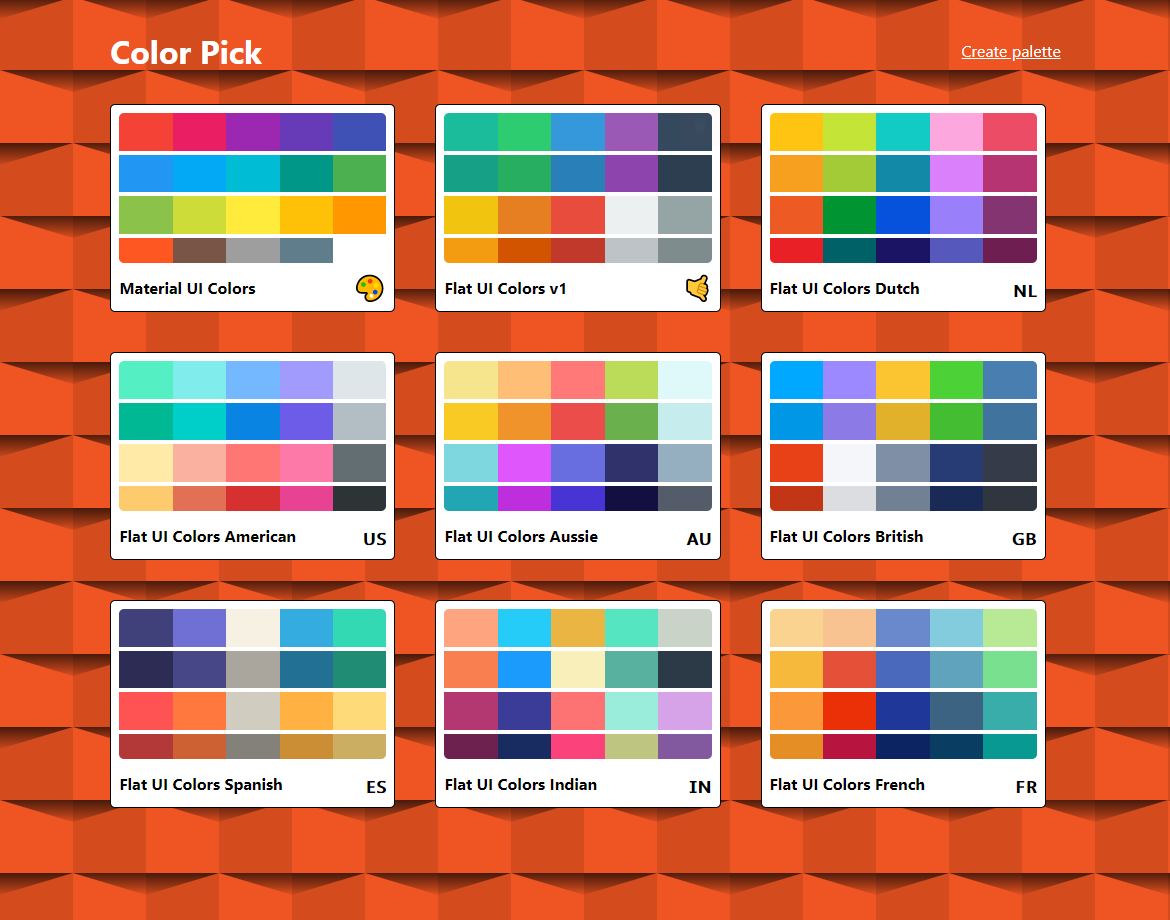 Color Pick
Create palette
Material UI Colors
Flat UI Colors v1
Flat UI Colors Dutch NL
Flat UI Colors American US
Flat UI Colors Aussie AU
Flat UI Colors British GB
Flat UI Colors Spanish ES
Flat UI Colors Indian IN
Flat UI Colors French FR